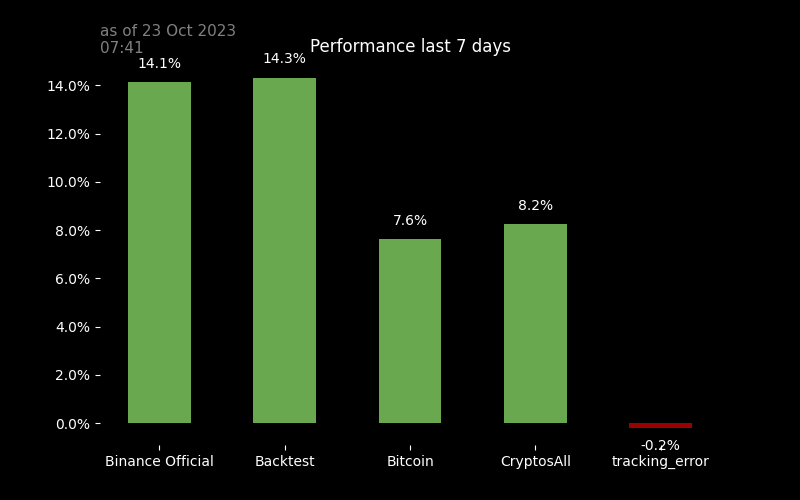 as of 23 Oct 2023
07:41
Performance last 7 days
14.1%
14.3%
7.6%
8.2%
-0.2%
14.0%
12.0%
10.0%
8.0%
6.0%
4.0%
2.0%
0.0%
Binance Official
Backtest
Bitcoin
CryptosAll
tracking_error